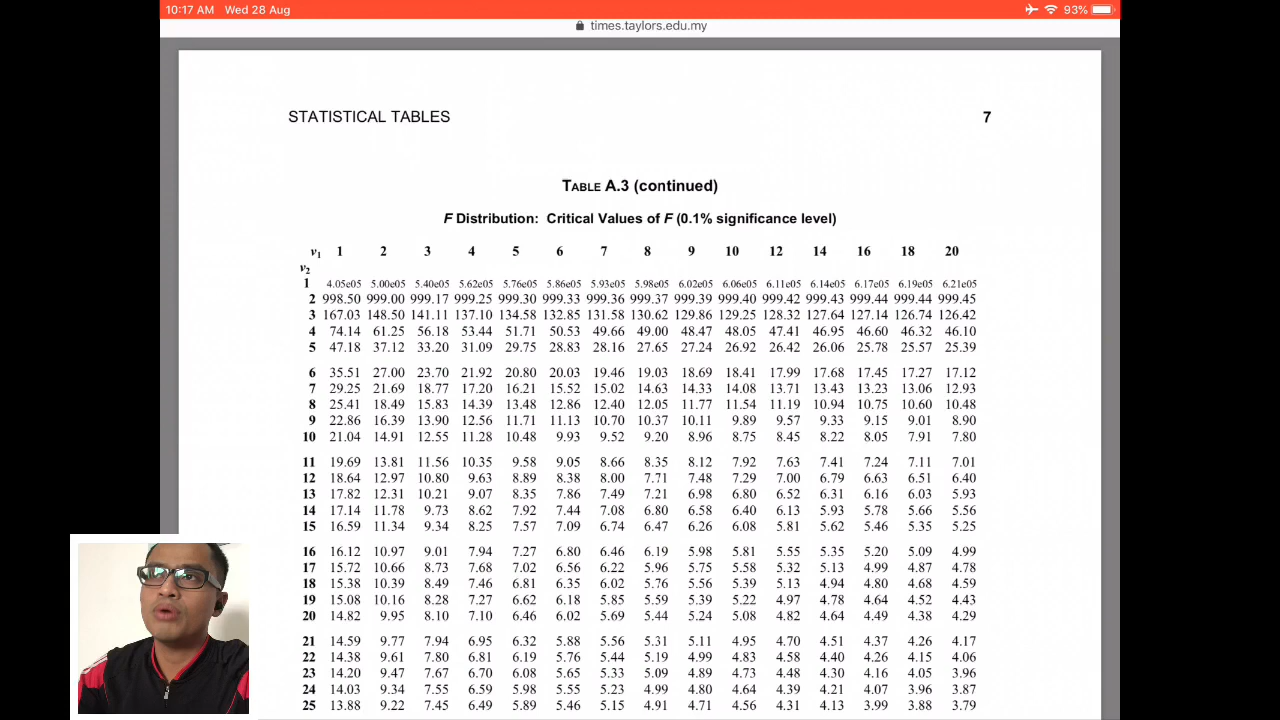 10:17 AM Wed 28 Aug 93%
times.taylors.edu.my
STATISTICAL TABLES 7
TABLE A.3 (continued)
F Distribution: Critical Values of F (0.1% significance level)
v1 1 2 3 4 5 6 7 8 9 10 12 14 16 18 20
v2
1 4.05e05 5.00e05 5.40e05 5.62e05 5.76e05 5.86e05 5.93e05 5.98e05 6.02e05 6.06e05 6.11e05 6.14e05 6.17e05 6.19e05 6.21e05
2 998.50 999.00 999.17 999.25 999.30 999.33 999.36 999.37 999.39 999.40 999.42 999.43 999.44 999.44 999.45
3 167.03 148.50 141.11 137.10 134.58 132.85 131.58 130.62 129.86 129.25 128.32 127.64 127.14 126.74 126.42
4 74.14 61.25 56.18 53.44 51.71 50.53 49.66 49.00 48.47 48.05 47.41 46.95 46.60 46.32 46.10
5 47.18 37.12 33.20 31.09 29.75 28.83 28.16 27.65 27.24 26.92 26.42 26.06 25.78 25.57 25.39
6 35.51 27.00 23.70 21.92 20.80 20.03 19.46 19.03 18.69 18.41 17.99 17.68 17.45 17.27 17.12
7 29.25 21.69 18.77 17.20 16.21 15.52 15.02 14.63 14.33 14.08 13.71 13.43 13.23 13.06 12.93
8 25.41 18.49 15.83 14.39 13.48 12.86 12.40 12.05 11.77 11.54 11.19 10.94 10.75 10.60 10.48
9 22.86 16.39 13.90 12.56 11.71 11.13 10.70 10.37 10.11 9.89 9.57 9.33 9.15 9.01 8.90
10 21.04 14.91 12.55 11.28 10.48 9.93 9.52 9.20 8.96 8.75 8.45 8.22 8.05 7.91 7.80
11 19.69 13.81 11.56 10.35 9.58 9.05 8.66 8.35 8.12 7.92 7.63 7.41 7.24 7.11 7.01
12 18.64 12.97 10.80 9.63 8.89 8.38 8.00 7.71 7.48 7.29 7.00 6.79 6.63 6.51 6.40
13 17.82 12.31 10.21 9.07 8.35 7.86 7.49 7.21 6.98 6.80 6.52 6.31 6.16 6.03 5.93
14 17.14 11.78 9.73 8.62 7.92 7.44 7.08 6.80 6.58 6.40 6.13 5.93 5.78 5.66 5.56
15 16.59 11.34 9.34 8.25 7.57 7.09 6.74 6.47 6.26 6.08 5.81 5.62 5.46 5.35 5.25
16 16.12 10.97 9.01 7.94 7.27 6.80 6.46 6.19 5.98 5.81 5.55 5.35 5.20 5.09 4.99
17 15.72 10.66 8.73 7.68 7.02 6.56 6.22 5.96 5.75 5.58 5.32 5.13 4.99 4.87 4.78
18 15.38 10.39 8.49 7.46 6.81 6.35 6.02 5.76 5.56 5.39 5.13 4.94 4.80 4.68 4.59
19 15.08 10.16 8.28 7.27 6.62 6.18 5.85 5.59 5.39 5.22 4.97 4.78 4.64 4.52 4.43
20 14.82 9.95 8.10 7.10 6.46 6.02 5.69 5.44 5.24 5.08 4.82 4.64 4.49 4.38 4.29
21 14.59 9.77 7.94 6.95 6.32 5.88 5.56 5.31 5.11 4.95 4.70 4.51 4.37 4.26 4.17
22 14.38 9.61 7.80 6.81 6.19 5.76 5.44 5.19 4.99 4.83 4.58 4.40 4.26 4.15 4.06
23 14.20 9.47 7.67 6.70 6.08 5.65 5.33 5.09 4.89 4.73 4.48 4.30 4.16 4.05 3.96
24 14.03 9.34 7.55 6.59 5.98 5.55 5.23 4.99 4.80 4.64 4.39 4.21 4.07 3.96 3.87
25 13.88 9.22 7.45 6.49 5.89 5.46 5.15 4.91 4.71 4.56 4.31 4.13 3.99 3.88 3.79